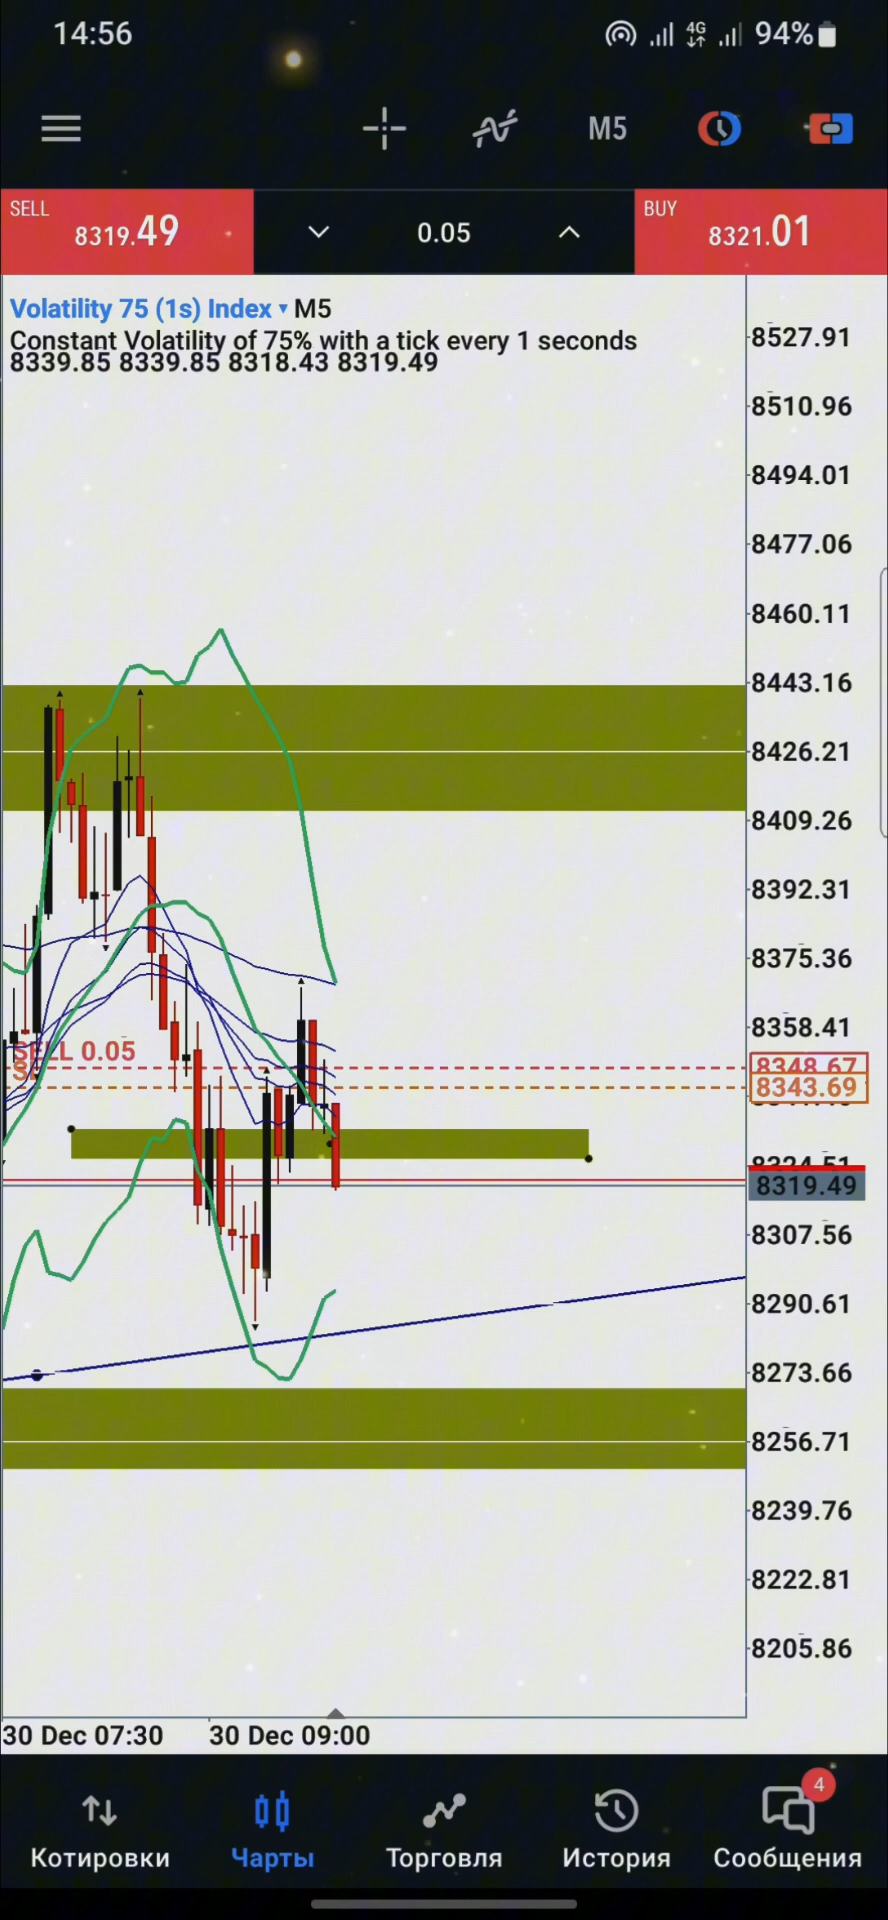 14:56
4G 94%
M5
SELL
8319.49
0.05
BUY
8321.01
Volatility 75 (1s) Index M5
Constant Volatility of 75% with a tick every 1 seconds
8339.85 8339.85 8318.43 8319.49
8527.91
8510.96
8494.01
8477.06
8460.11
8443.16
8426.21
8409.26
8392.31
8375.36
8358.41
SELL 0.05
8348.67
8343.69
8324.51
8319.49
8307.56
8290.61
8273.66
8256.71
8239.76
8222.81
8205.86
30 Dec 07:30
30 Dec 09:00
4
Котировки
Чарты
Торговля
История
Сообщения